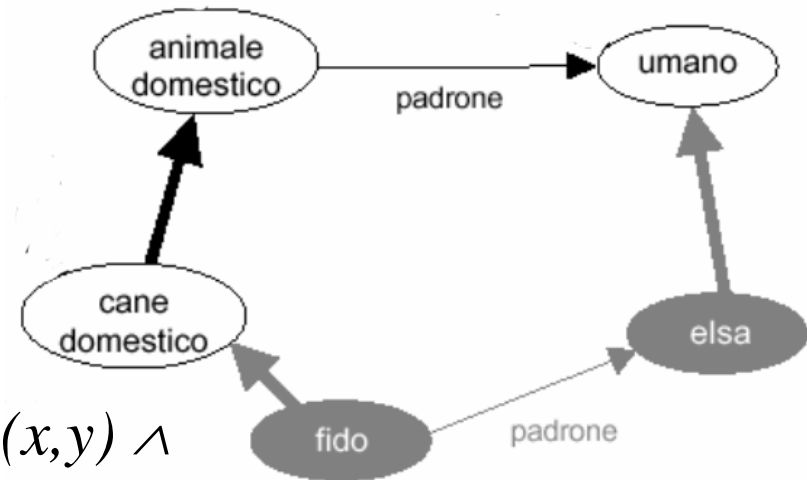 animale
domestico
umano
padrone
cane
domestico
elsa
(x,y) ∧
fido
padrone